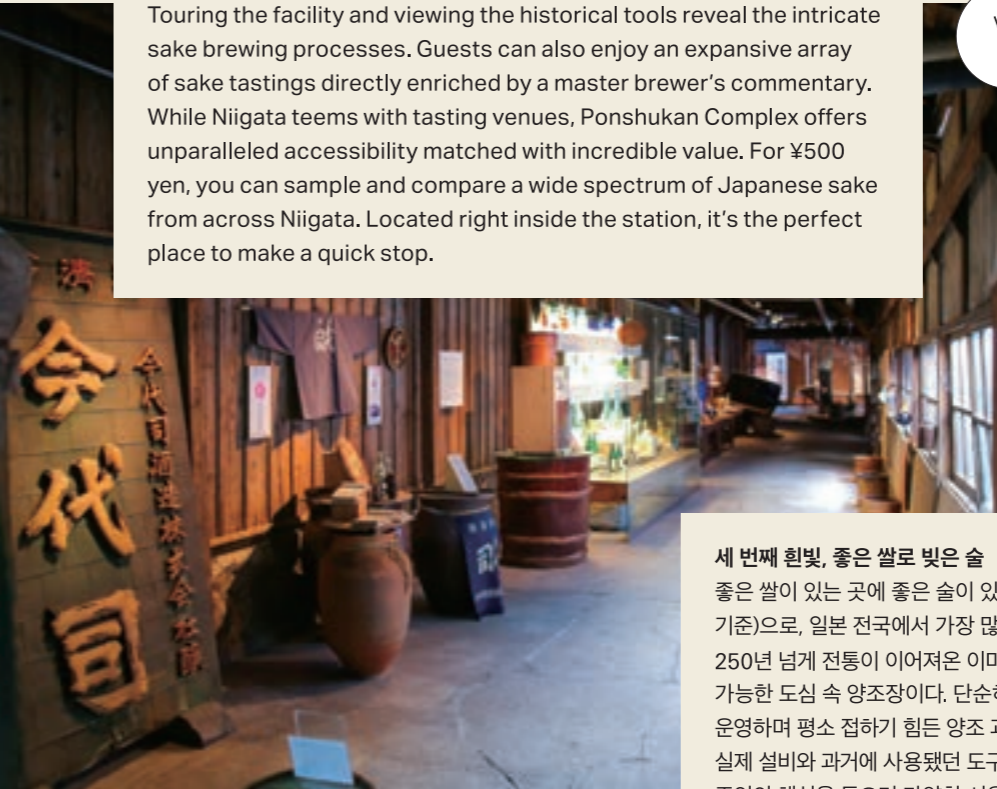 Touring the facility and viewing the historical tools reveal the intricate
sake brewing processes. Guests can also enjoy an expansive array
of sake tastings directly enriched by a master brewer's commentary.
While Niigata teems with tasting venues, Ponshukan Complex offers
unparalleled accessibility matched with incredible value. For ¥500
yen, you can sample and compare a wide spectrum of Japanese sake
from across Niigata. Located right inside the station, it's the perfect
place to make a quick stop.
今代司
今代司酒造株式会社
세 번째 흰빛, 좋은 쌀로 빚은 술
좋은 쌀이 있는 곳에 좋은 술이 있
기준)으로, 일본 전국에서 가장 많
250년 넘게 전통이 이어져온 이마
가능한 도심 속 양조장이다. 단순히
운영하며 평소 접하기 힘든 양조 과
실제 설비와 과거에 사용됐던 도구